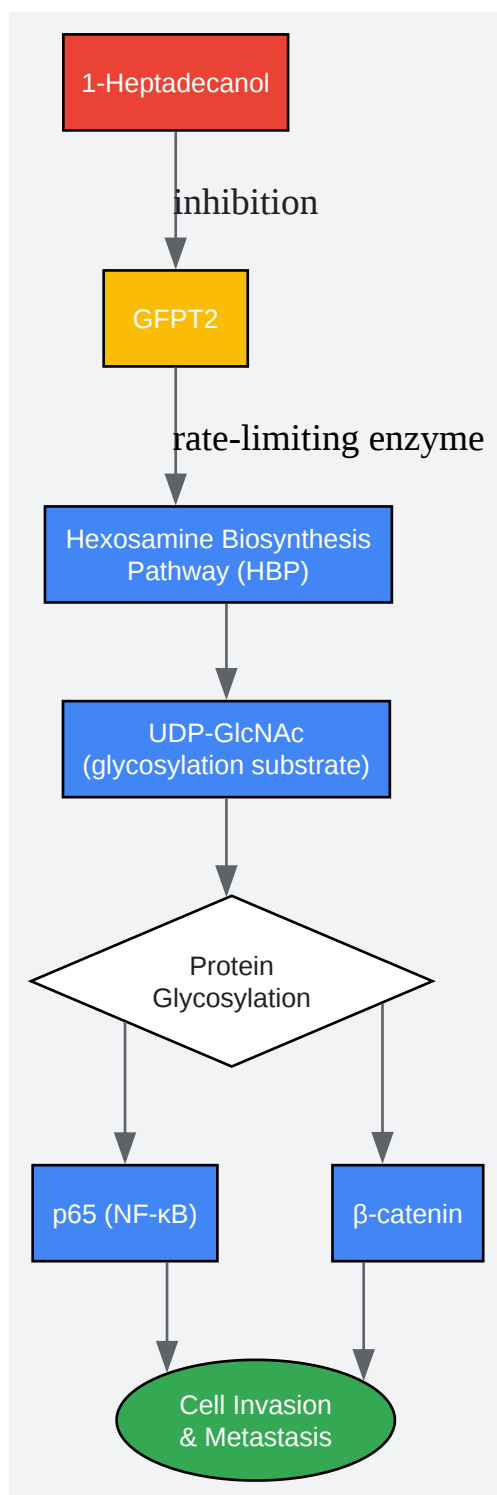 1-Heptadecanol
inhibition
GFPT2
rate-limiting enzyme
Hexosamine Biosynthesis
Pathway (HBP)
UDP-GlcNAc
(glycosylation substrate)
Protein
Glycosylation
p65 (NF-κB)
β-catenin
Cell Invasion
& Metastasis